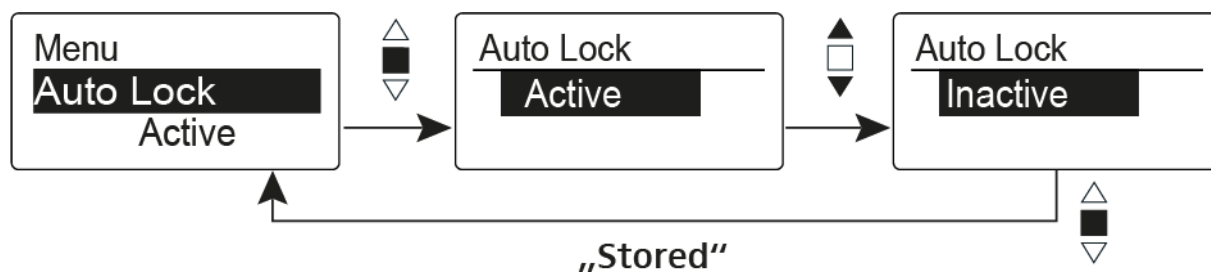 Menu
Auto Lock
Active
Auto Lock
Active
Auto Lock
Inactive
„Stored“